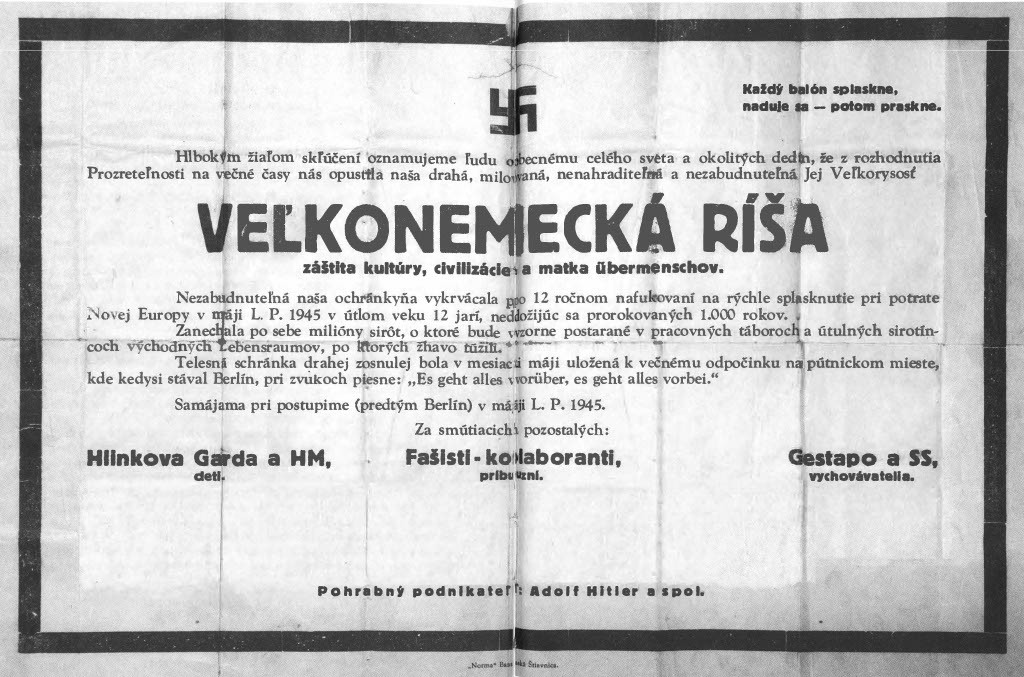 Každý balón splaskne,
naduje sa — potom praskne.
Hlbokým žiaľom skľúčení oznamujeme ľudu obecnému celého sveta a okolitých dedín, že z rozhodnutia
Prozreteľnosti na večné časy nás opustila naša drahá, milovaná, nenahraditeľná a nezabudnuteľná Jej Veľkorysosť
VEĽKONEMECKÁ RÍŠA
záštita kultúry, civilizácie a matka übermenschov.
Nezabudnuteľná naša ochránkyňa vykrvácala po 12 ročnom nafukovaní na rýchle splasknutie pri potrate
Novej Europy v máji L. P. 1945 v útlom veku 12 jarí, nedožijúc sa prorokovaných 1.000 rokov.
Zanechala po sebe milióny sirôt, o ktoré bude vzorne postarané v pracovných táboroch a útulných sirotín-
coch východných Lebensraumov, po ktorých žhavo túžili.
Telesná schránka drahej zosnulej bola v mesiaci máji uložená k večnému odpočinku na pútnickom mieste,
kde kedysi stával Berlín, pri zvukoch piesne: „Es geht alles vorüber, es geht alles vorbei.“
Samájama pri postupime (predtým Berlín) v máji L. P. 1945.
Za smútiacich pozostalých:
Hlinkova Garda a HM, Fašisti-kolaboranti, Gestapo a SS,
deti. príbuzní. vychovávatelia.
Pohrabný podnikateľ: Adolf Hitler a spol.
„Norma“ Banská Štiavnica.